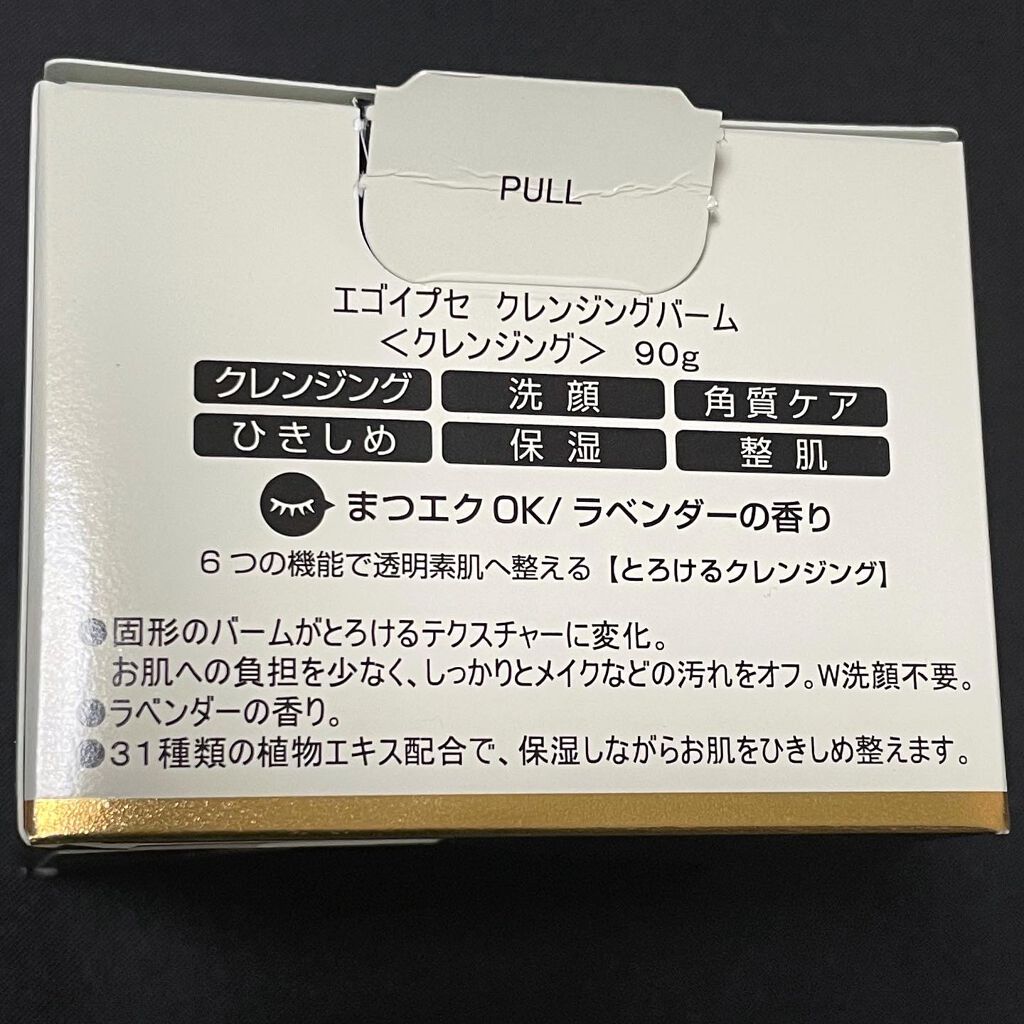 PULL
エゴイプセ クレンジングバーム
＜クレンジング＞ 90g
クレンジング 洗顔 角質ケア
ひきしめ 保湿 整肌
まつエクOK/ラベンダーの香り
6つの機能で透明素肌へ整える【とろけるクレンジング】
●固形のバームがとろけるテクスチャーに変化。
お肌への負担を少なく、しっかりとメイクなどの汚れをオフ。W洗顔不要。
●ラベンダーの香り。
●31種類の植物エキス配合で、保湿しながらお肌をひきしめ整えます。